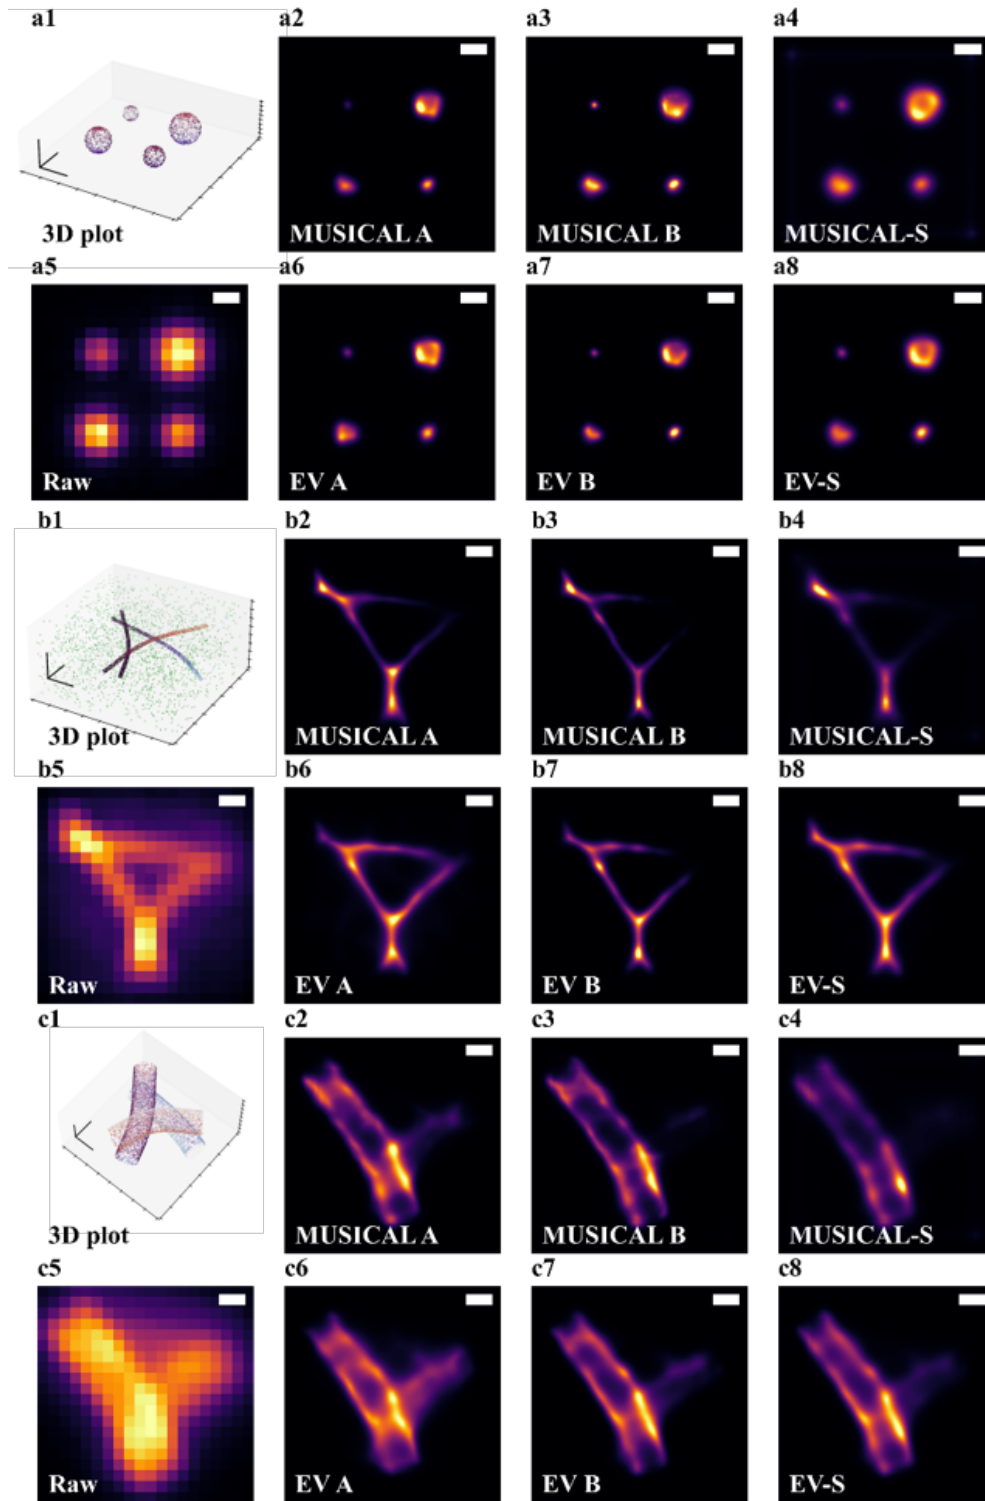 a1
a2
a3
a4
3D plot
MUSICAL A
MUSICAL B
MUSICAL-S
a5
a6
a7
a8
Raw
EV A
EV B
EV-S
b1
b2
b3
b4
3D plot
MUSICAL A
MUSICAL B
MUSICAL-S
b5
b6
b7
b8
Raw
EV A
EV B
EV-S
c1
c2
c3
c4
3D plot
MUSICAL A
MUSICAL B
MUSICAL-S
c5
c6
c7
c8
Raw
EV A
EV B
EV-S